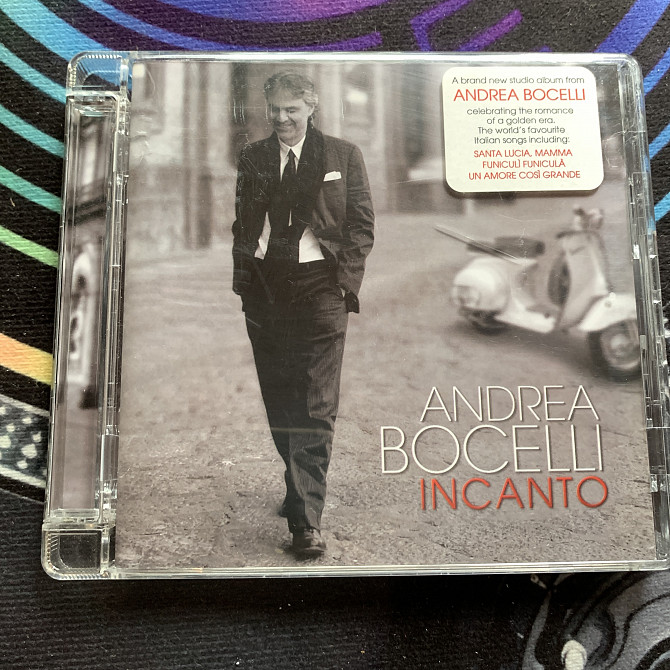 A brand new studio album from
ANDREA BOCELLI
celebrating the romance
of a golden era.
The world's favourite
Italian songs including:
SANTA LUCIA, MAMMA
FUNICULÌ FUNICULÀ
UN AMORE COSÌ GRANDE
ANDREA
BOCELLI
INCANTO